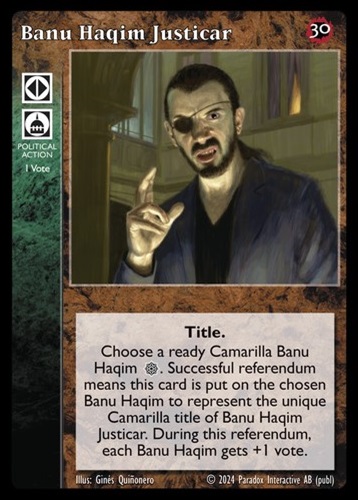 Banu Haqim Justicar
30
POLITICAL
ACTION
1 Vote
Title.
Choose a ready Camarilla Banu
Haqim. Successful referendum
means this card is put on the chosen
Banu Haqim to represent the unique
Camarilla title of Banu Haqim
Justicar. During this referendum,
each Banu Haqim gets +1 vote.
Illus: Ginés Quiñonero
© 2024 Paradox Interactive AB (publ)